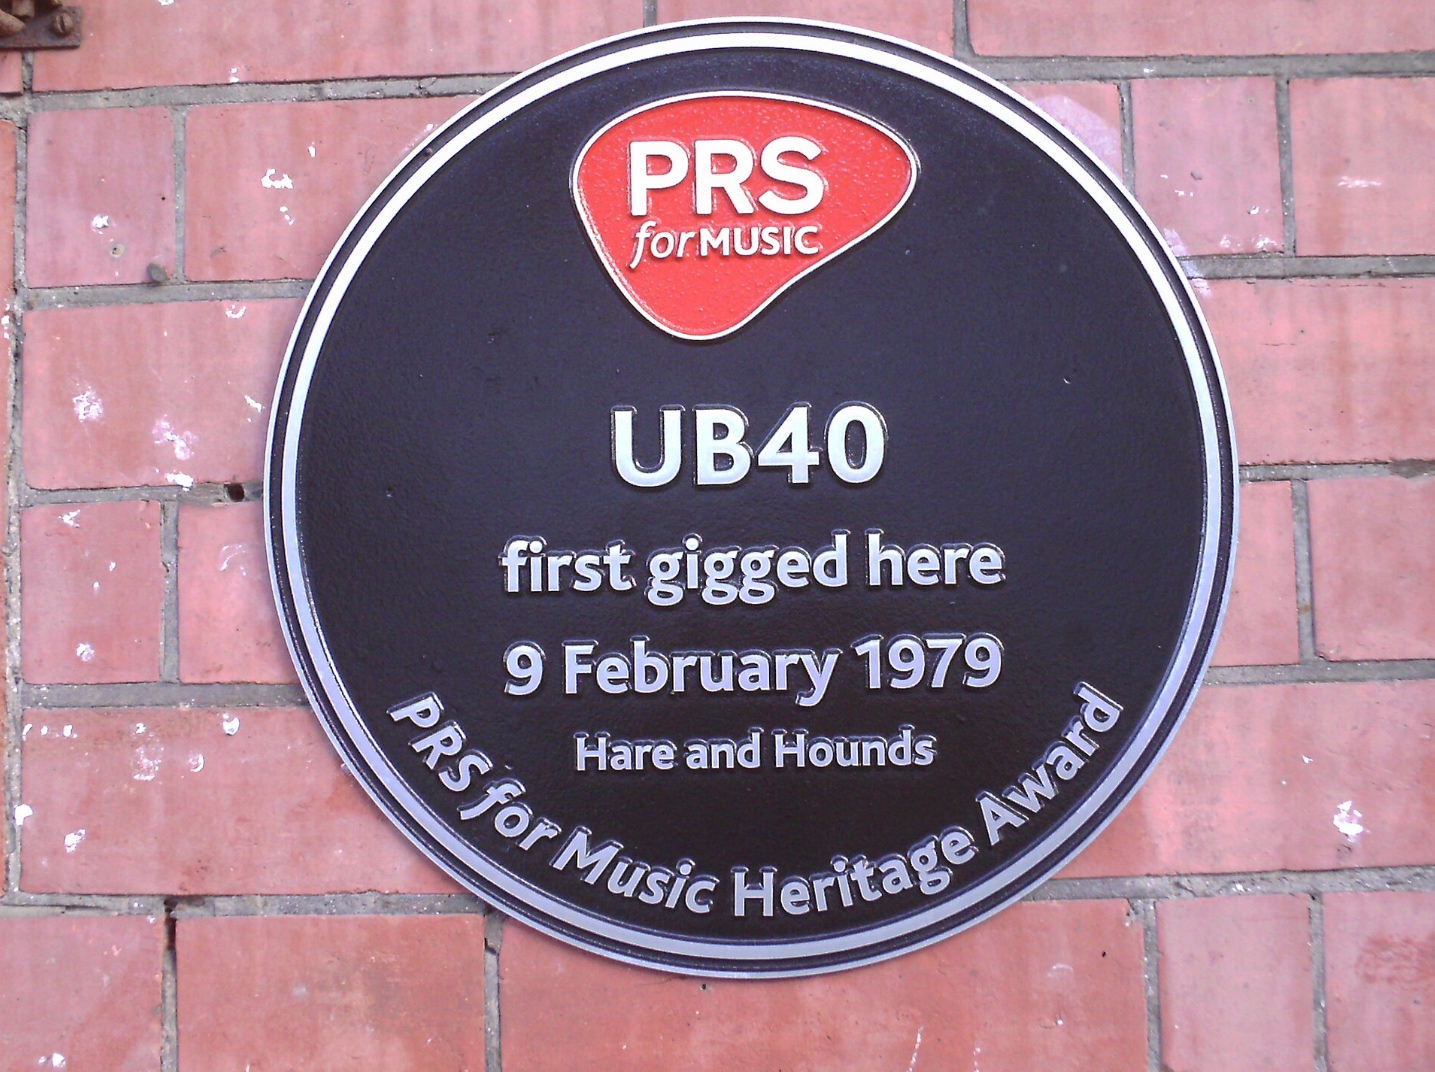 PRS
for MUSIC
UB40
first gigged here
9 February 1979
Hare and Hounds
PRS for Music Heritage Award